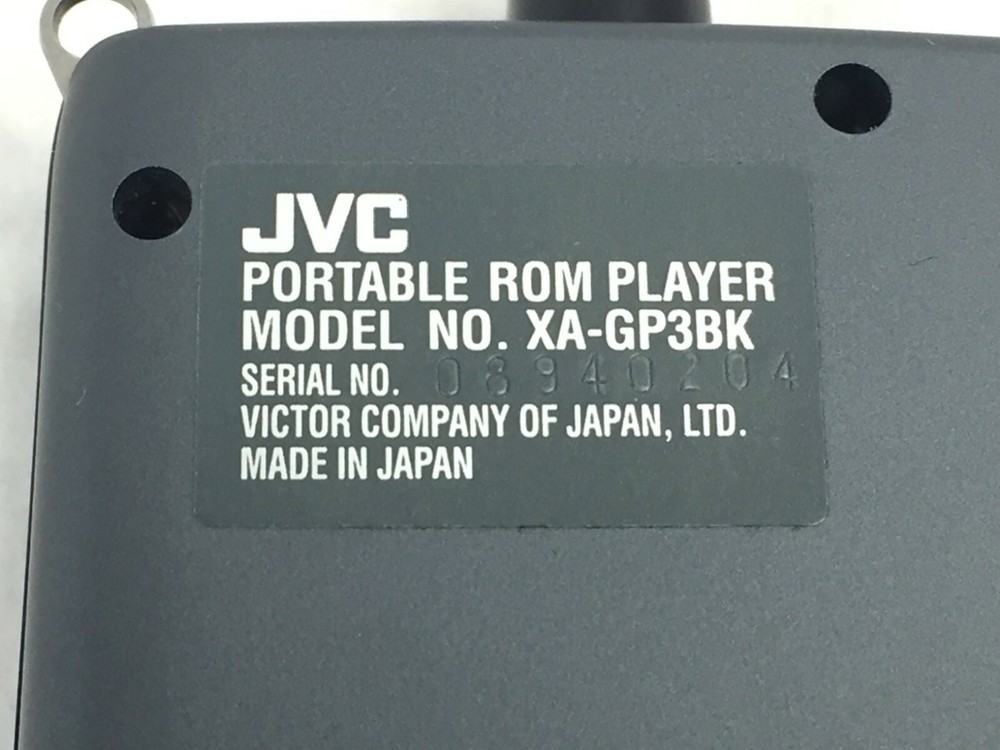 JVC
PORTABLE ROM PLAYER
MODEL NO. XA-GP3BK
SERIAL NO. 08940204
VICTOR COMPANY OF JAPAN, LTD.
MADE IN JAPAN